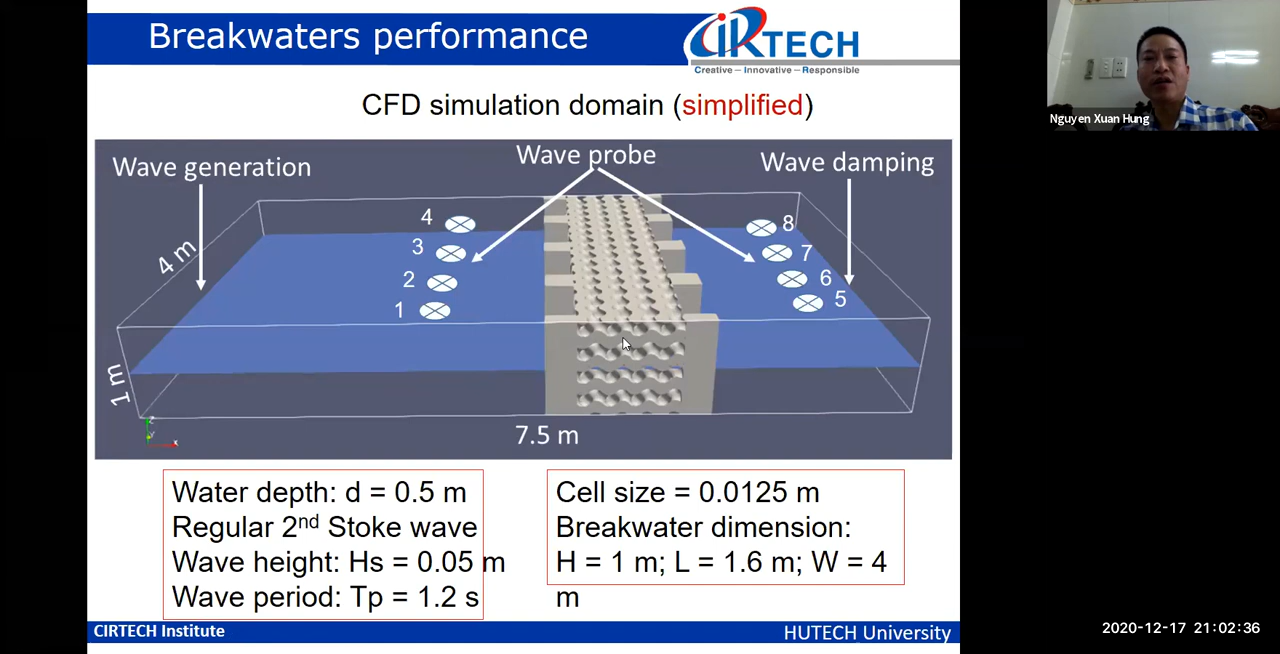 Breakwaters performance
CIRTECH
Creative – Innovative – Responsible
Nguyen Xuan Hung
CFD simulation domain (simplified)
Wave generation
Wave probe
Wave damping
4
3
2
1
8
7
6
5
4 m
1 m
7.5 m
z
Y
x
Water depth: d = 0.5 m
Regular 2nd Stoke wave
Wave height: Hs = 0.05 m
Wave period: Tp = 1.2 s
Cell size = 0.0125 m
Breakwater dimension:
H = 1 m; L = 1.6 m; W = 4
m
CIRTECH Institute
HUTECH University
2020-12-17 21:02:36